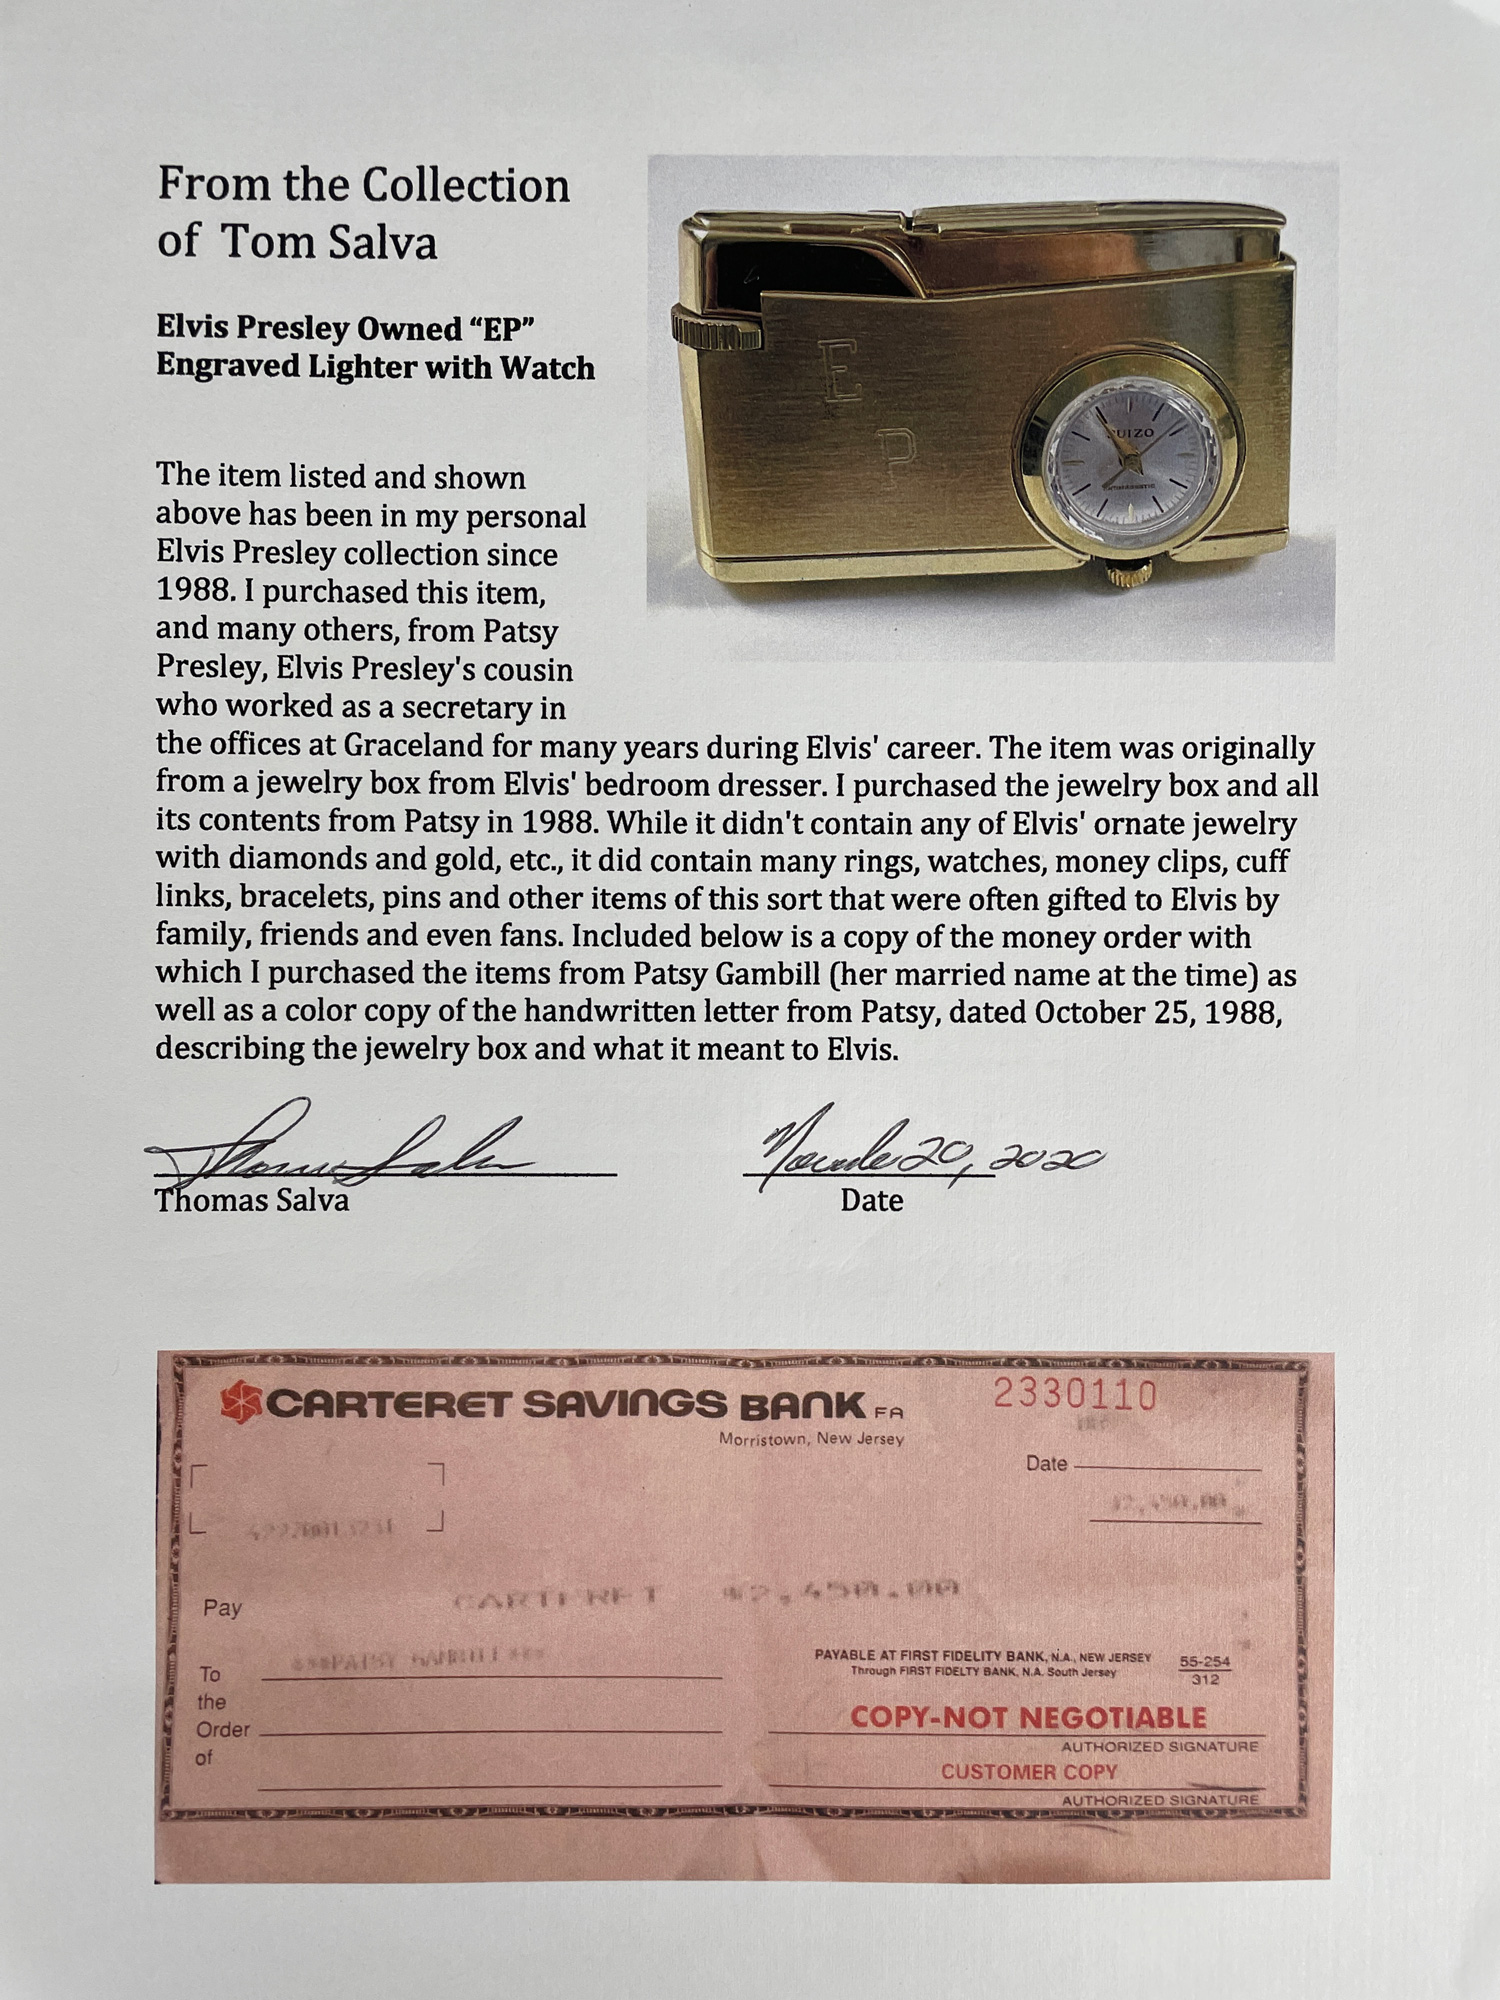 From the Collection
of Tom Salva
Elvis Presley Owned “EP”
Engraved Lighter with Watch
E
P
The item listed and shown
above has been in my personal
Elvis Presley collection since
1988. I purchased this item,
and many others, from Patsy
Presley, Elvis Presley's cousin
who worked as a secretary in
the offices at Graceland for many years during Elvis' career. The item was originally
from a jewelry box from Elvis' bedroom dresser. I purchased the jewelry box and all
its contents from Patsy in 1988. While it didn't contain any of Elvis' ornate jewelry
with diamonds and gold, etc., it did contain many rings, watches, money clips, cuff
links, bracelets, pins and other items of this sort that were often gifted to Elvis by
family, friends and even fans. Included below is a copy of the money order with
which I purchased the items from Patsy Gambill (her married name at the time) as
well as a color copy of the handwritten letter from Patsy, dated October 25, 1988,
describing the jewelry box and what it meant to Elvis.
Thomas Salva November 20, 2020
Thomas Salva Date
CARTERET SAVINGS BANK FA 2330110
Morristown, New Jersey
Date
Pay CARTERET $2,450.00
To ***PATSY GAMBILL***
the
Order
of
PAYABLE AT FIRST FIDELITY BANK, N.A., NEW JERSEY
Through FIRST FIDELTY BANK, N.A. South Jersey
55-254
312
COPY-NOT NEGOTIABLE
AUTHORIZED SIGNATURE
CUSTOMER COPY
AUTHORIZED SIGNATURE